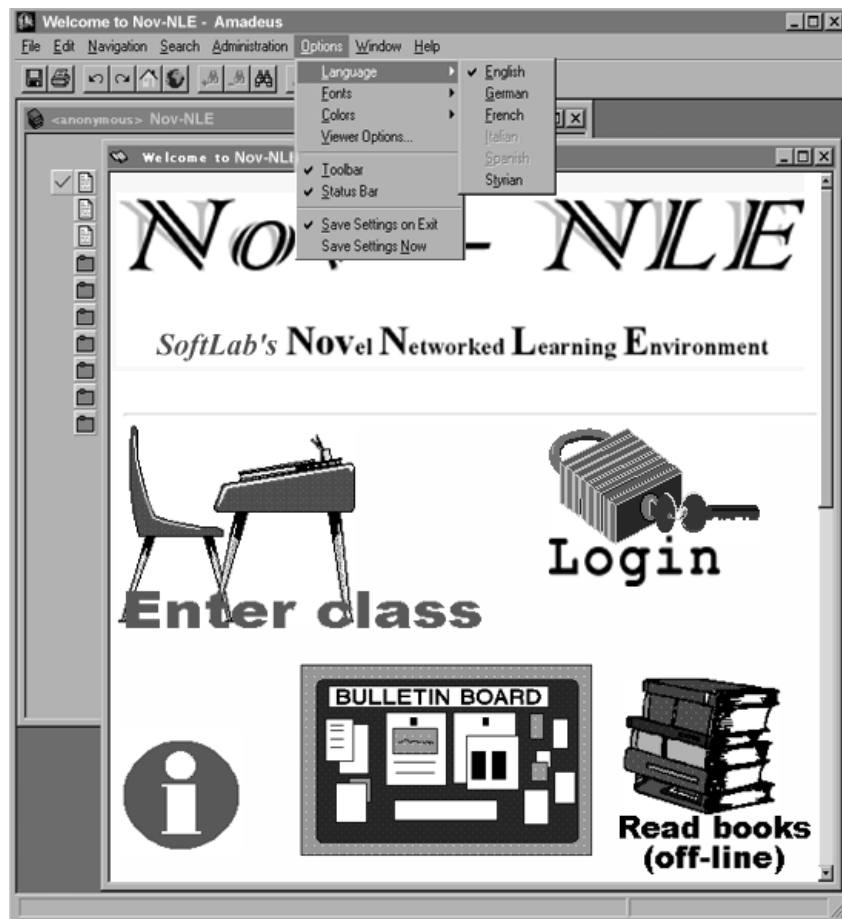 Welcome to Nov-NLE - Amadeus
File Edit Navigation Search Administration Options Window Help
Language
Fonts
Colors
Viewer Options...
Toolbar
Status Bar
Save Settings on Exit
Save Settings Now
English
German
French
Italian
Spanish
Styrian
<anonymous> Nov-NLE
Welcome to Nov-NLE
Nov - NLE
SoftLab's Novel Networked Learning Environment
Enter class
Login
BULLETIN BOARD
i
Read books
(off-line)